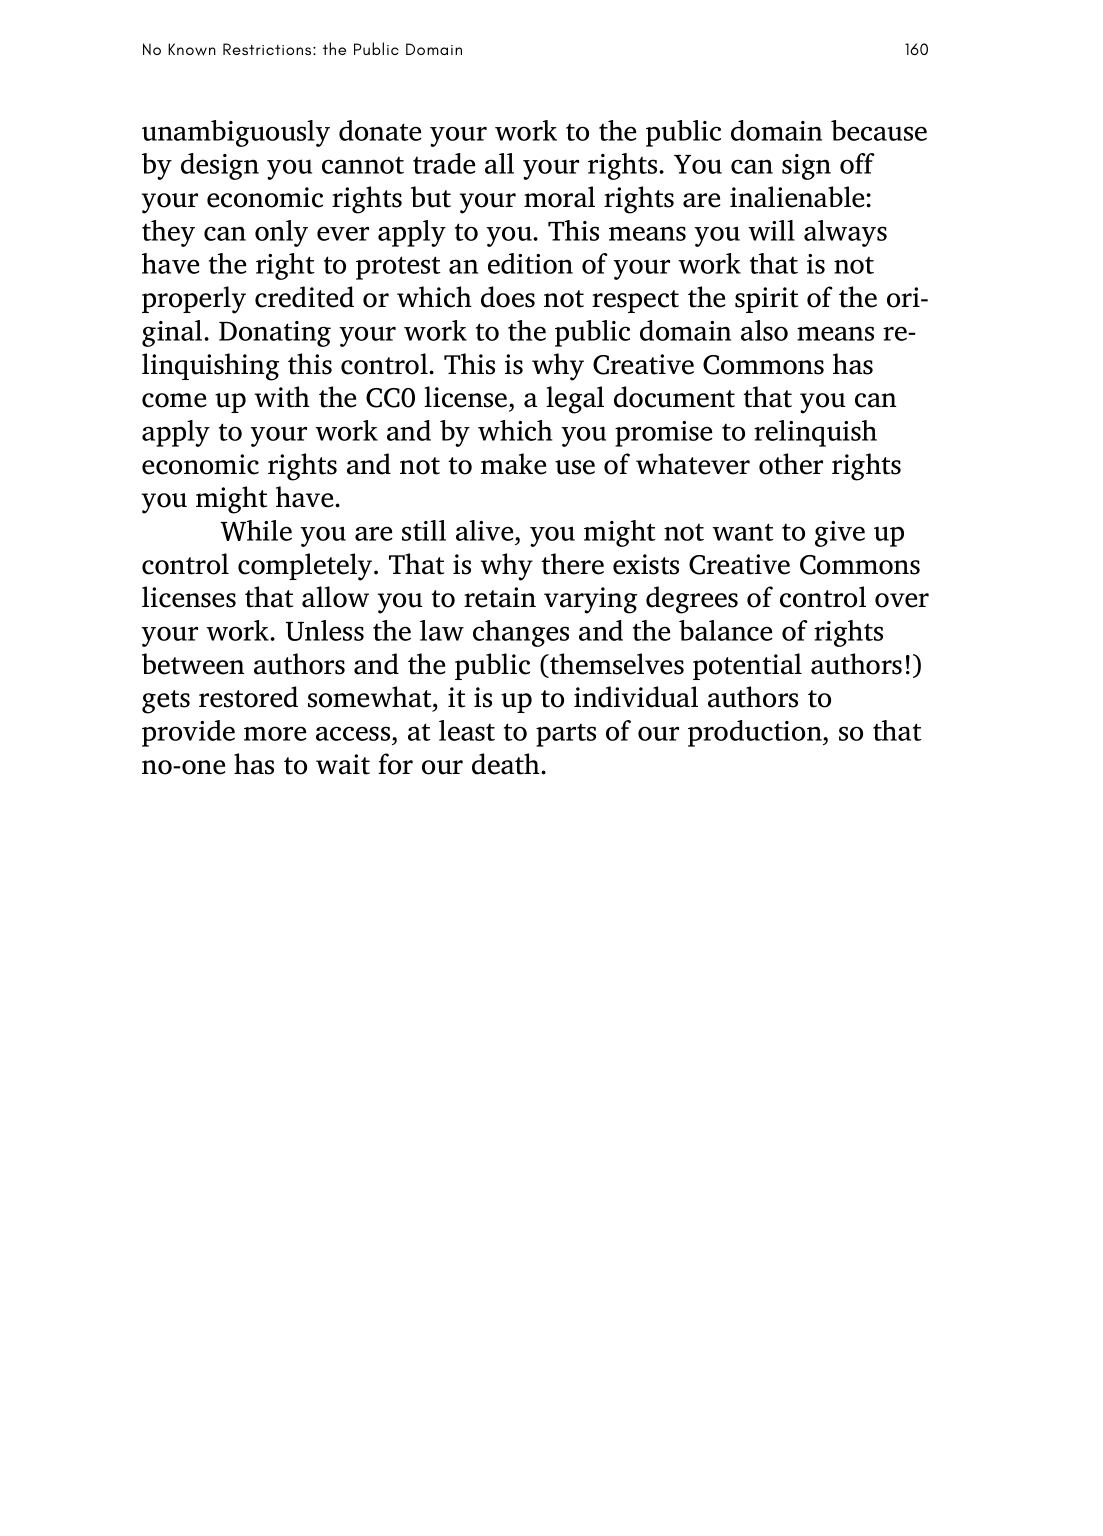 No Known Restrictions: the Public Domain 160
unambiguously donate your work to the public domain because
by design you cannot trade all your rights. You can sign off
your economic rights but your moral rights are inalienable:
they can only ever apply to you. This means you will always
have the right to protest an edition of your work that is not
properly credited or which does not respect the spirit of the ori-
ginal. Donating your work to the public domain also means re-
linquishing this control. This is why Creative Commons has
come up with the CC0 license, a legal document that you can
apply to your work and by which you promise to relinquish
economic rights and not to make use of whatever other rights
you might have.
While you are still alive, you might not want to give up
control completely. That is why there exists Creative Commons
licenses that allow you to retain varying degrees of control over
your work. Unless the law changes and the balance of rights
between authors and the public (themselves potential authors!)
gets restored somewhat, it is up to individual authors to
provide more access, at least to parts of our production, so that
no-one has to wait for our death.